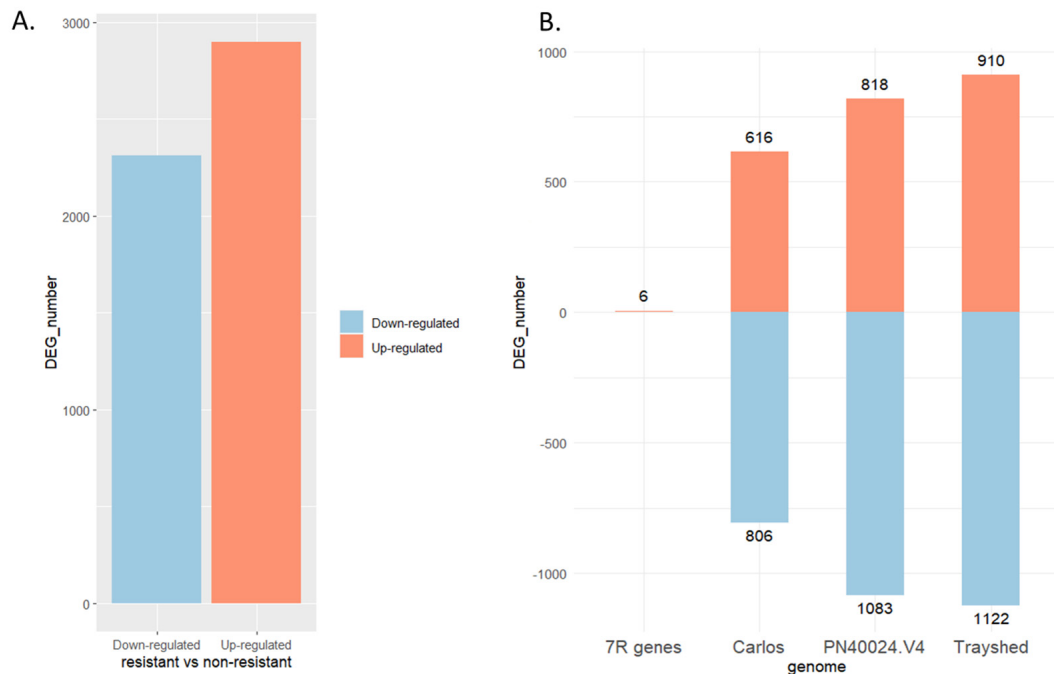 A.
3000
2000
1000
0
DEG_number
Down-regulated Up-regulated
resistant vs non-resistant
Down-regulated
Up-regulated
B.
1000
500
0
-500
-1000
DEG_number
6
616
818
910
806
1083
1122
7R genes Carlos PN40024.V4 Trayshed
genome